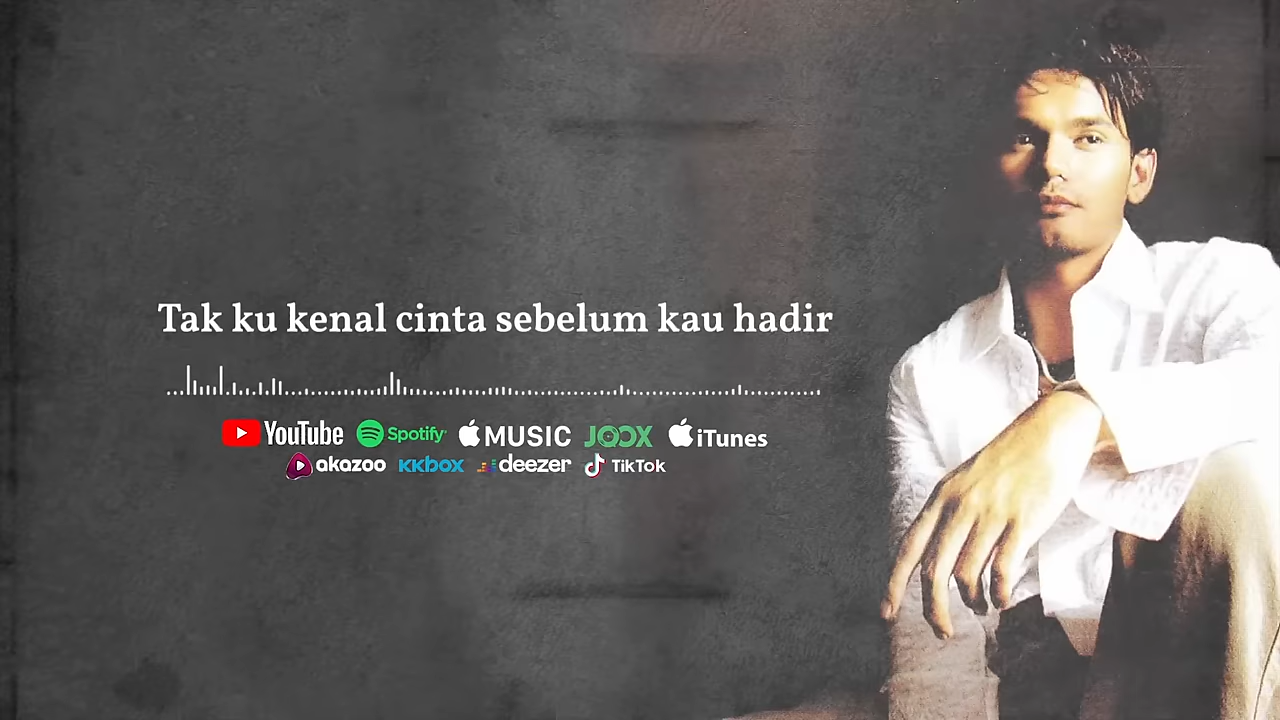 Tak ku kenal cinta sebelum kau hadir
YouTube Spotify MUSIC JOOX iTunes
akazoo KKBOX deezer TikTok